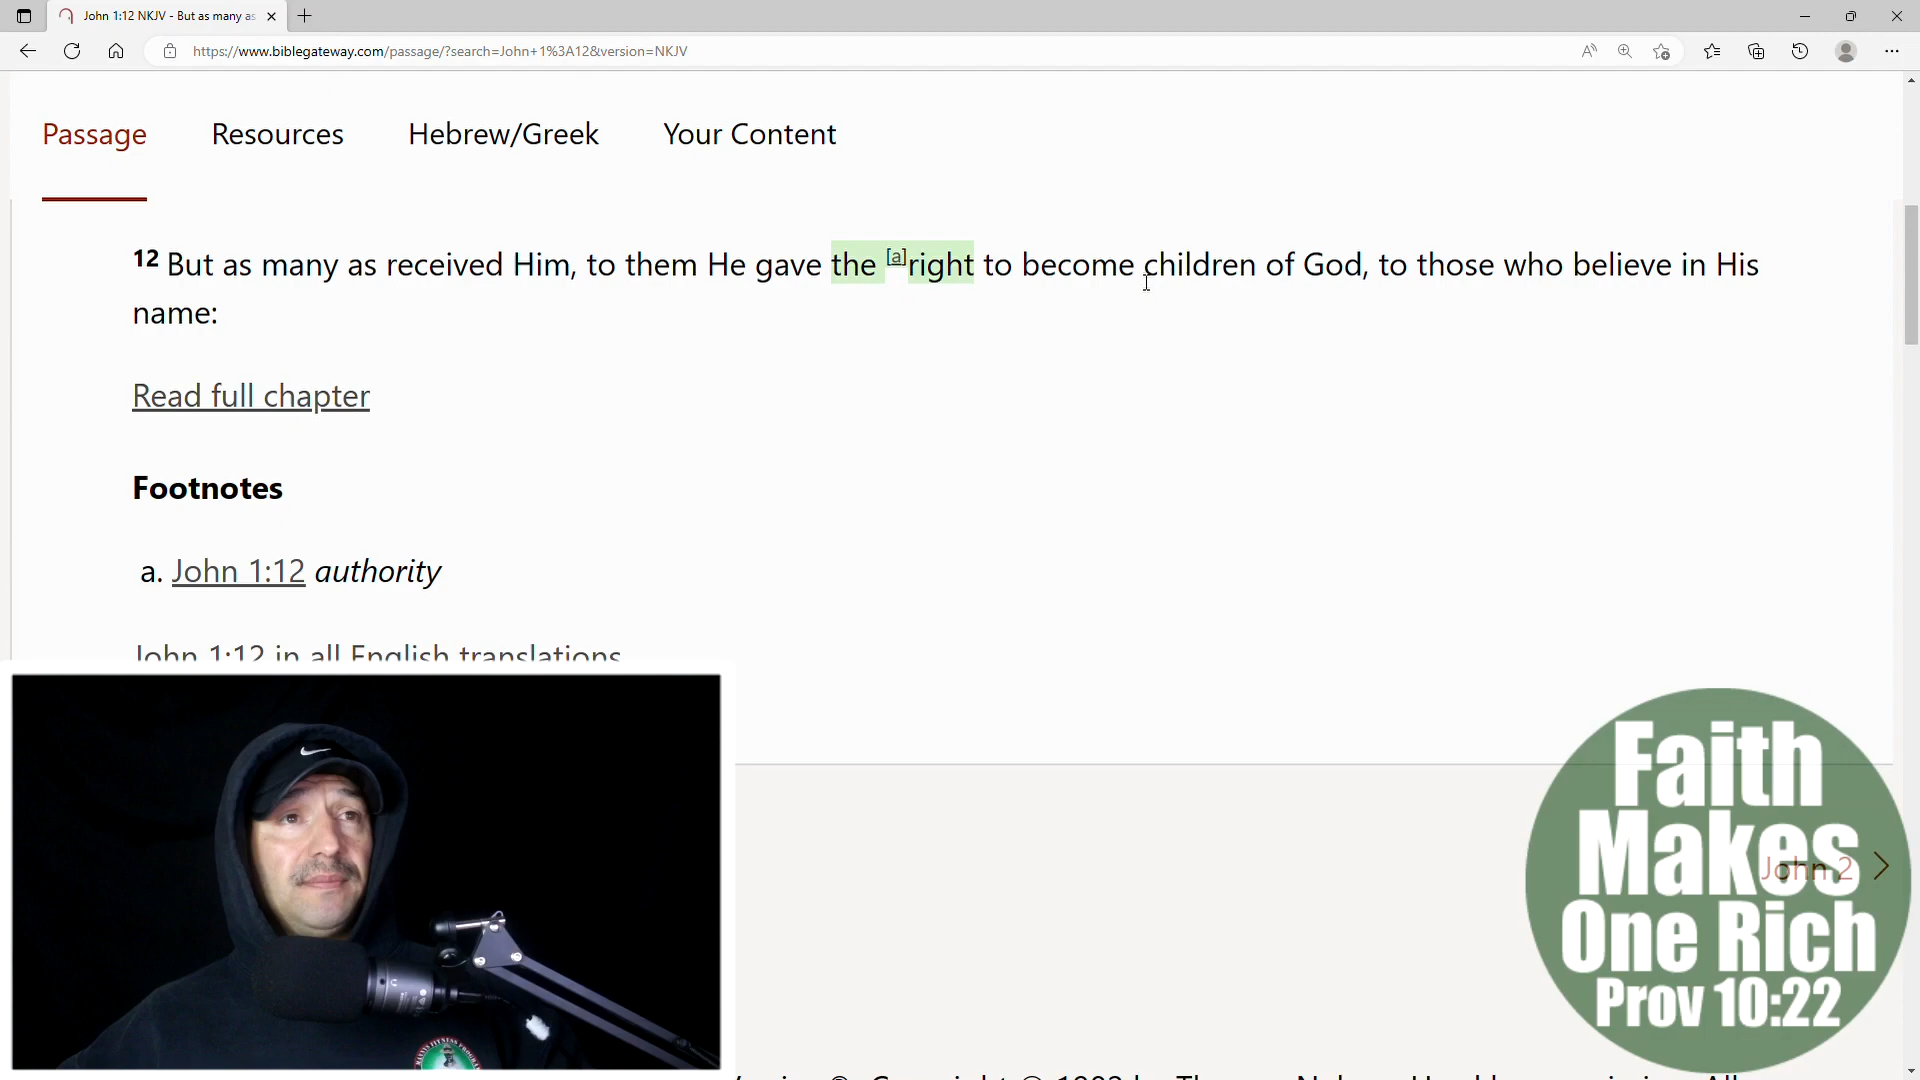 John 1:12 NKJV - But as many as
https://www.biblegateway.com/passage/?search=John+1%3A12&version=NKJV
Passage Resources Hebrew/Greek Your Content
12 But as many as received Him, to them He gave the [a]right to become children of God, to those who believe in His
name:
Read full chapter
Footnotes
a. John 1:12 authority
John 1:12 in all English translations
John 2
Faith
Makes
One Rich
Prov 10:22